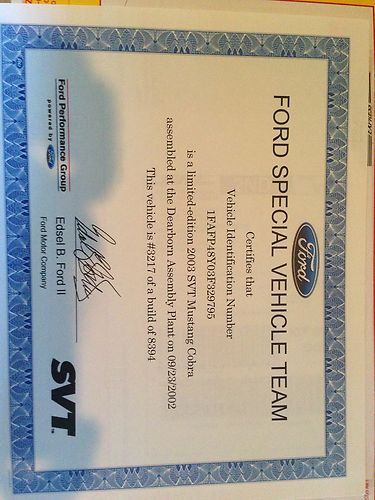 Ford
FORD SPECIAL VEHICLE TEAM
Certifies that
Vehicle Identification Number
1FAFP48Y03F329795
is a limited-edition 2003 SVT Mustang Cobra
assembled at the Dearborn Assembly Plant on 09/23/2002
This vehicle is #3217 of a build of 8394
Ford Performance Group
powered by Ford
Edsel B. Ford II
Ford Motor Company
SVT™